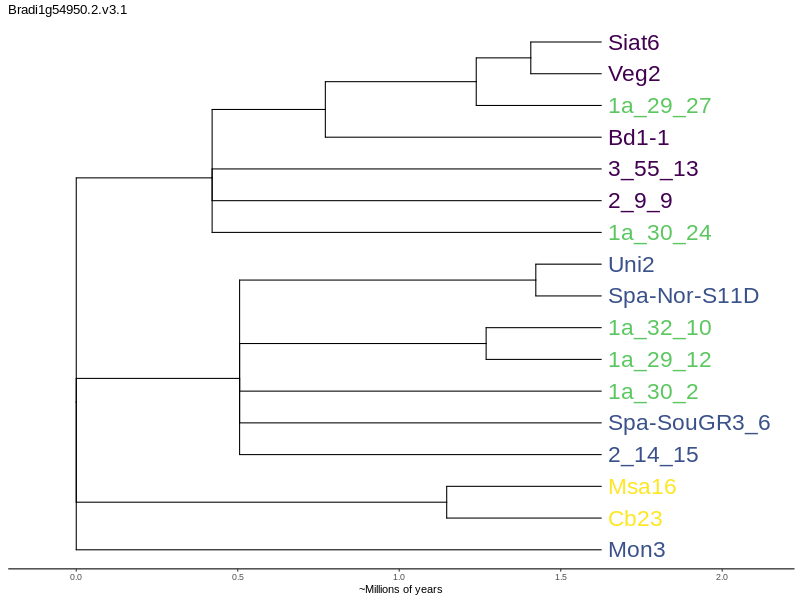 Bradi1g54950.2.v3.1
Siat6
Veg2
1a_29_27
Bd1-1
3_55_13
2_9_9
1a_30_24
Uni2
Spa-Nor-S11D
1a_32_10
1a_29_12
1a_30_2
Spa-SouGR3_6
2_14_15
Msa16
Cb23
Mon3
0.0 0.5 1.0 1.5 2.0
~Millions of years